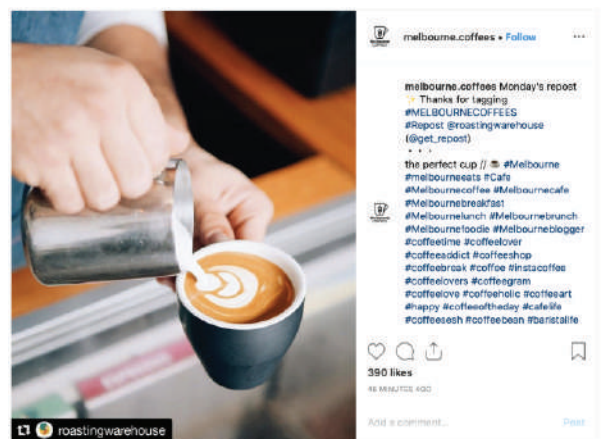 melbourne.coffees • Follow
melbourne.coffees Monday's repost
✨ Thanks for tagging
#MELBOURNECOFFEES
#Repost @roastingwarehouse
(@get_repost)
• • •
the perfect cup // ☕ #Melbourne
#melbourneeats #Cafe
#Melbournecoffee #Melbournecafe
#Melbournebreakfast
#Melbournelunch #Melbournebrunch
#Melbournefoodie #Melbourneblogger
#coffeetime #coffeelover
#coffeeaddict #coffeeshop
#coffeebreak #coffee #instacoffee
#coffeelovers #coffeegram
#coffeelove #coffeeholic #coffeeart
#happy #coffeeoftheday #cafelife
#coffeesesh #coffeebean #baristalife
390 likes
46 MINUTES AGO
Add a comment...
Post
roastingwarehouse